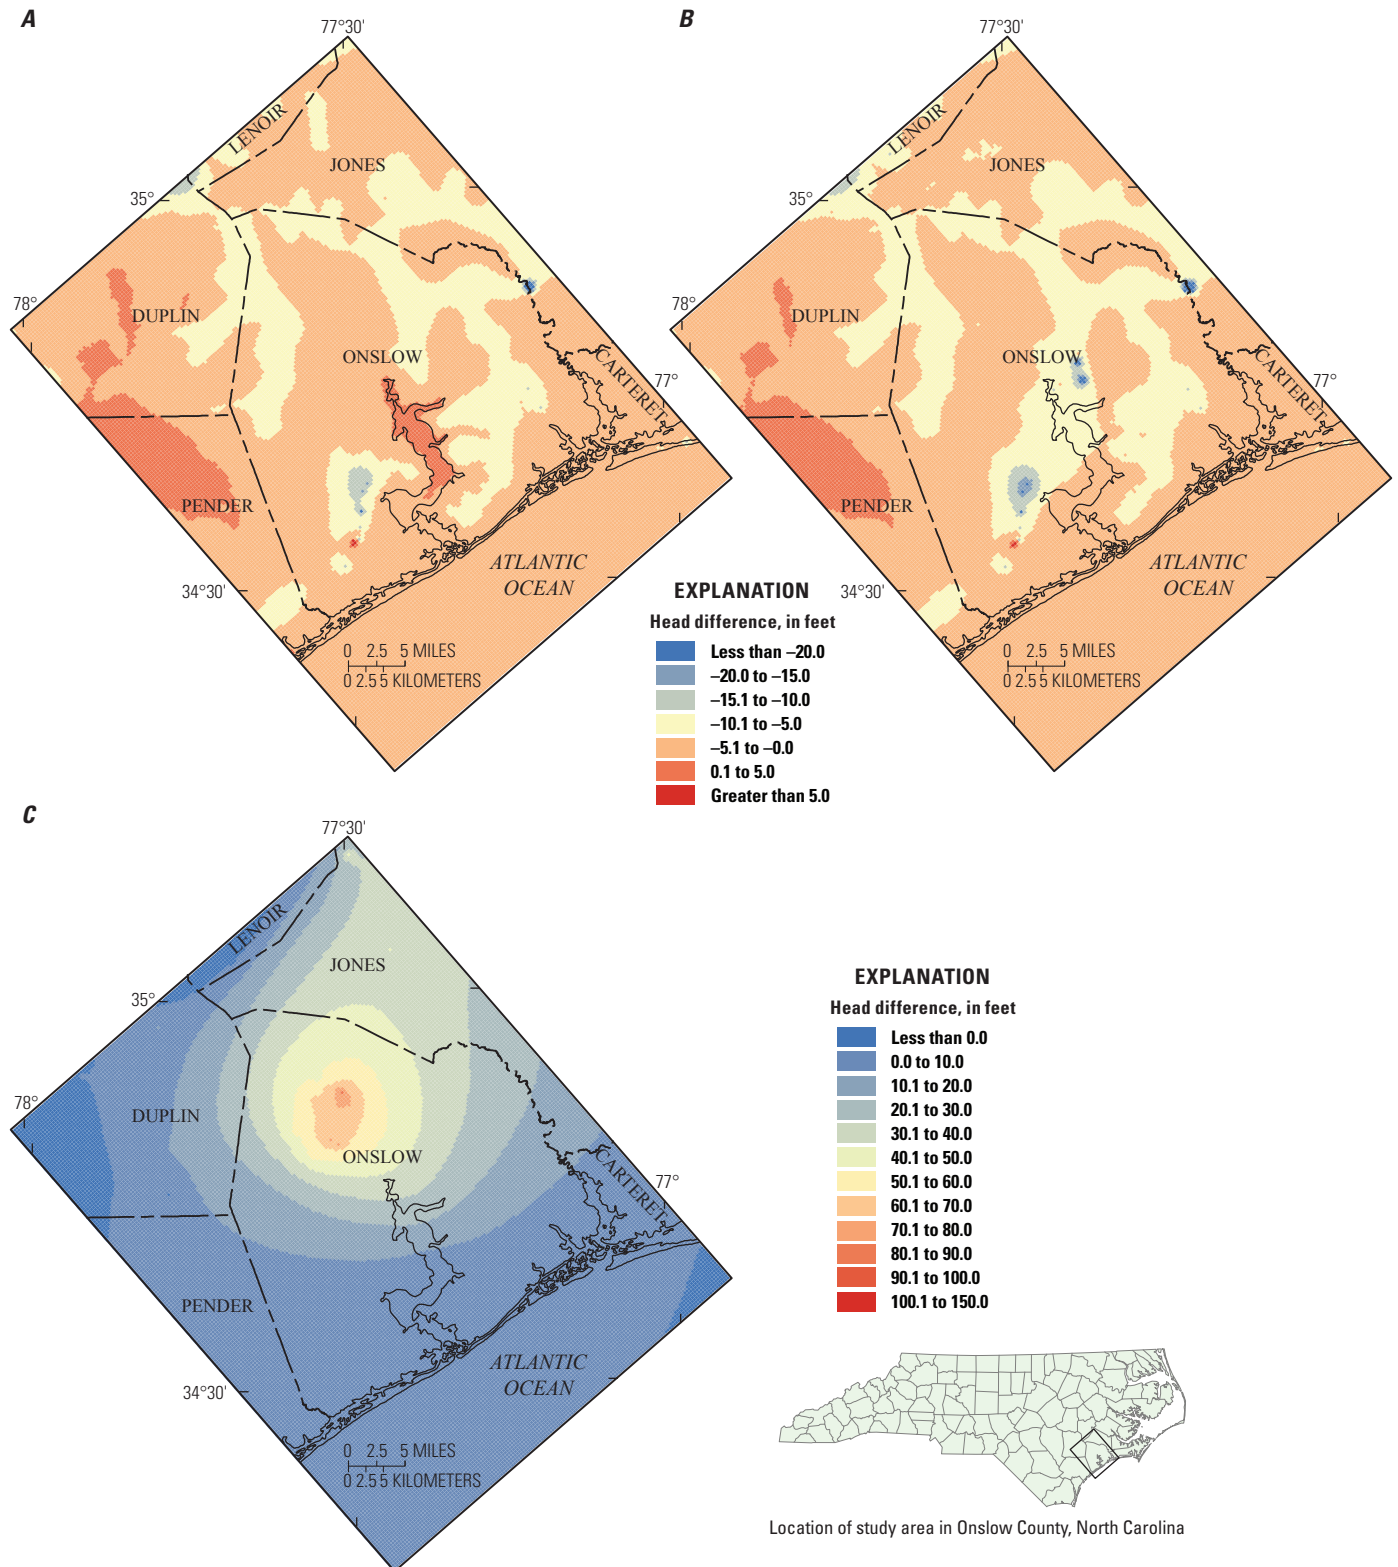 A
77°30'
LENOIR
JONES
35°
78°
DUPLIN
ONSLOW
CARTERET
77°
PENDER
ATLANTIC
OCEAN
34°30'
0 2.5 5 MILES
0 2.5 5 KILOMETERS
B
77°30'
LENOIR
JONES
35°
78°
DUPLIN
ONSLOW
CARTERET
77°
PENDER
ATLANTIC
OCEAN
34°30'
0 2.5 5 MILES
0 2.5 5 KILOMETERS
EXPLANATION
Head difference, in feet
Less than –20.0
–20.0 to –15.0
–15.1 to –10.0
–10.1 to –5.0
–5.1 to –0.0
0.1 to 5.0
Greater than 5.0
C
77°30'
LENOIR
JONES
35°
78°
DUPLIN
ONSLOW
CARTERET
77°
PENDER
ATLANTIC
OCEAN
34°30'
0 2.5 5 MILES
0 2.5 5 KILOMETERS
EXPLANATION
Head difference, in feet
Less than 0.0
0.0 to 10.0
10.1 to 20.0
20.1 to 30.0
30.1 to 40.0
40.1 to 50.0
50.1 to 60.0
60.1 to 70.0
70.1 to 80.0
80.1 to 90.0
90.1 to 100.0
100.1 to 150.0
Location of study area in Onslow County, North Carolina